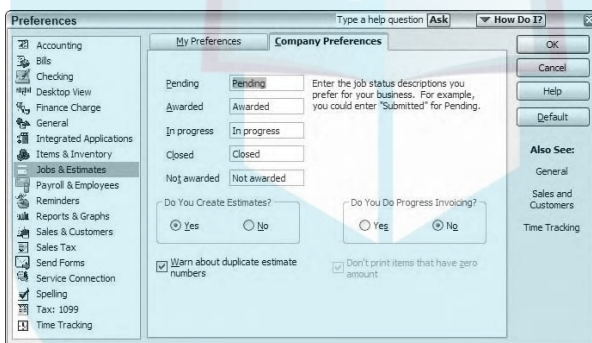 Preferences
Type a help question Ask
How Do I?
Accounting
Bills
Checking
Desktop View
Finance Charge
General
Integrated Applications
Items & Inventory
Jobs & Estimates
Payroll & Employees
Reminders
Reports & Graphs
Sales & Customers
Sales Tax
Send Forms
Service Connection
Spelling
Tax: 1099
Time Tracking
My Preferences
Company Preferences
Pending Pending
Awarded Awarded
In progress In progress
Closed Closed
Not awarded Not awarded
Enter the job status descriptions you
prefer for your business. For example,
you could enter "Submitted" for Pending.
Do You Create Estimates?
Yes No
Do You Do Progress Invoicing?
Yes No
Warn about duplicate estimate
numbers
Don't print items that have zero
amount
OK
Cancel
Help
Default
Also See:
General
Sales and
Customers
Time Tracking